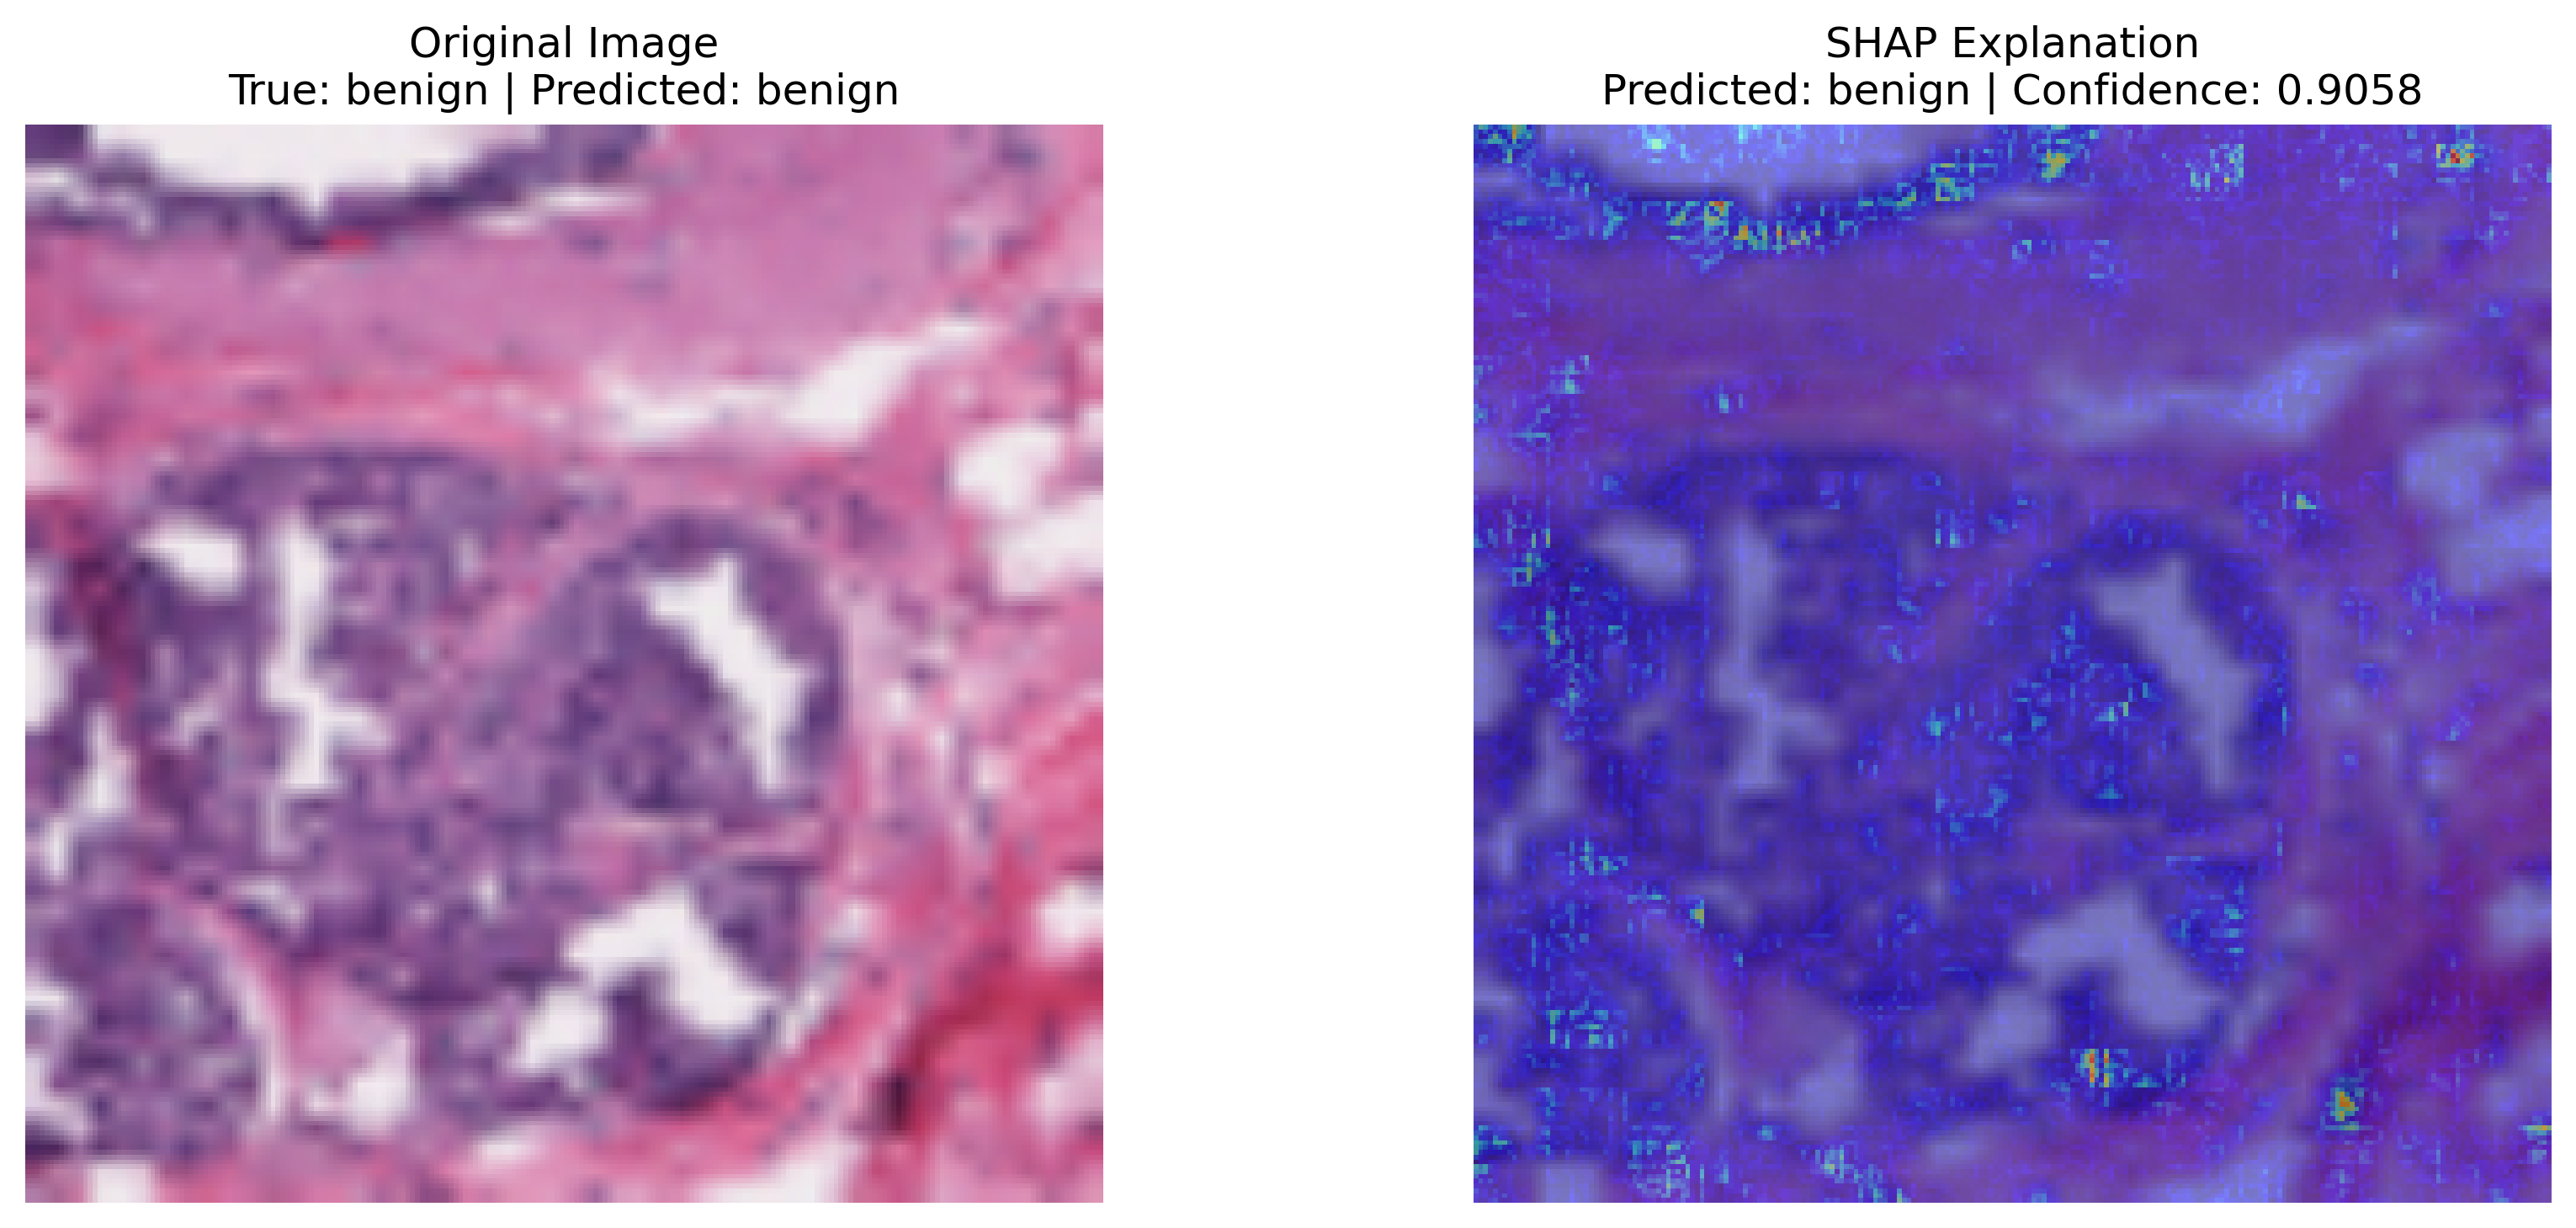 Original Image
True: benign | Predicted: benign
SHAP Explanation
Predicted: benign | Confidence: 0.9058